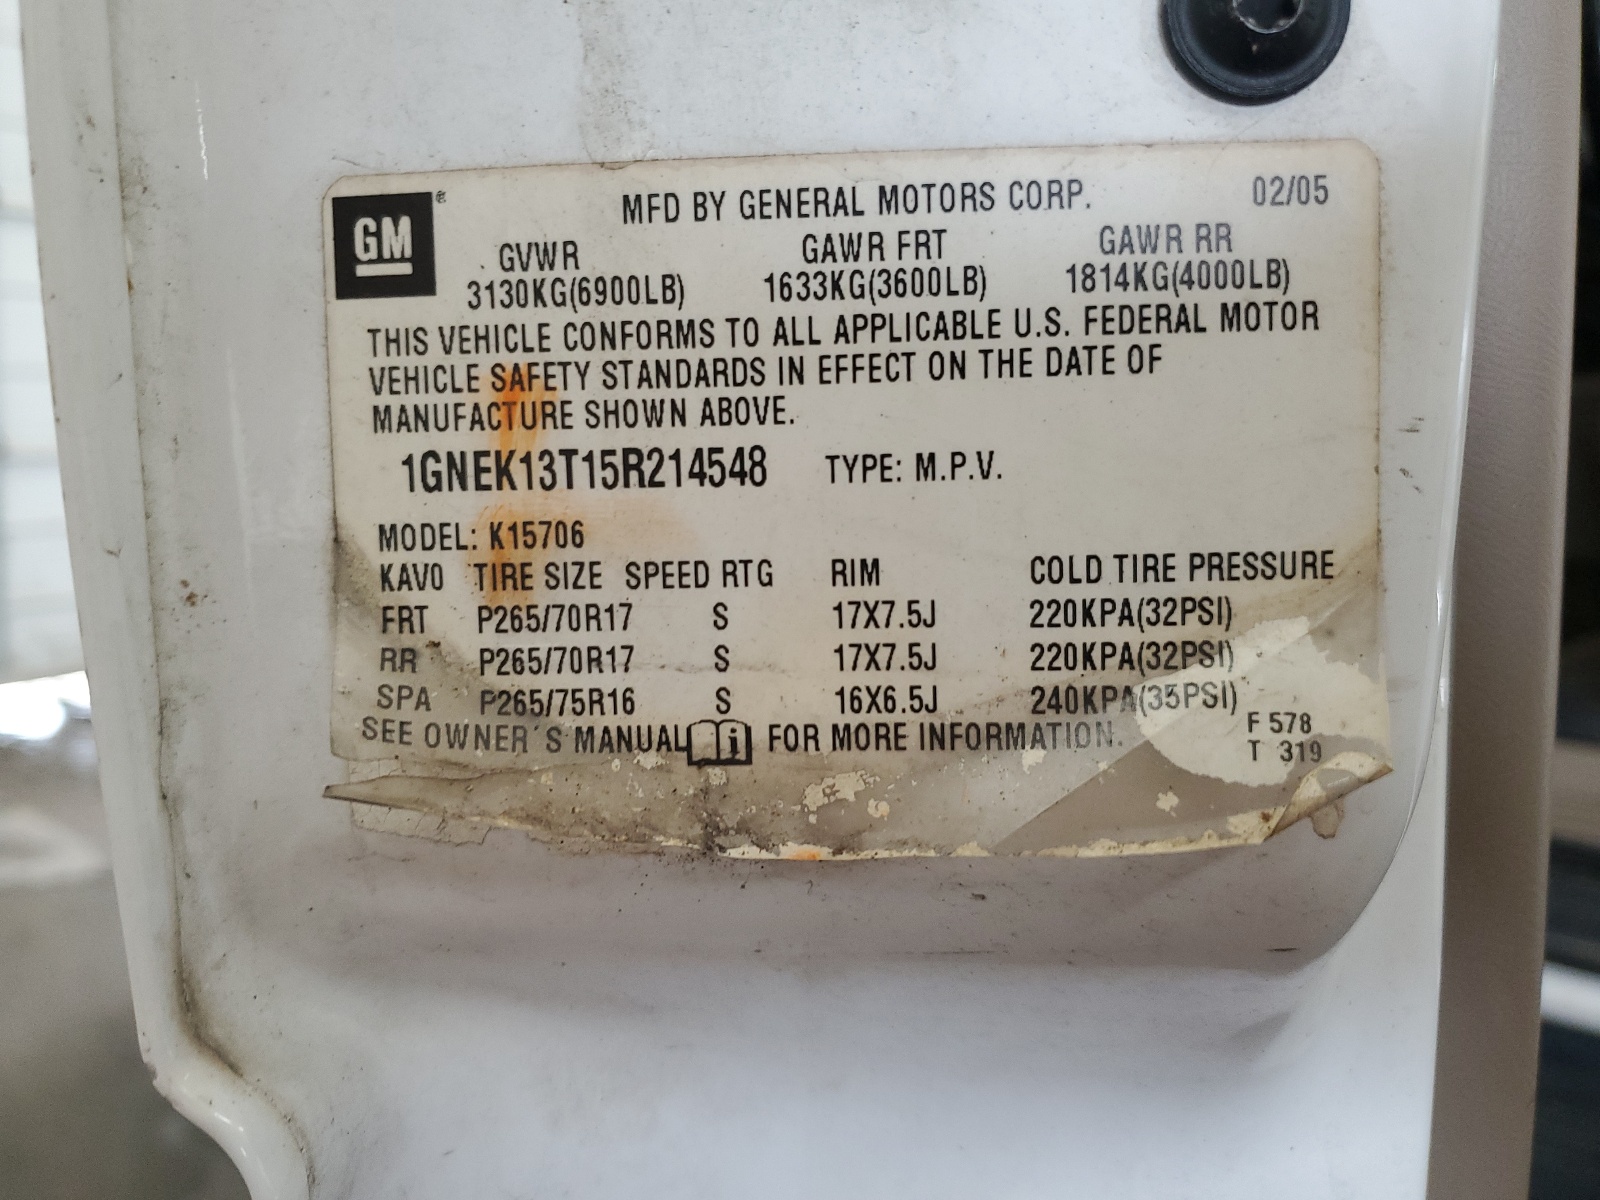 GM ®
MFD BY GENERAL MOTORS CORP. 02/05
GVWR GAWR FRT GAWR RR
3130KG(6900LB) 1633KG(3600LB) 1814KG(4000LB)
THIS VEHICLE CONFORMS TO ALL APPLICABLE U.S. FEDERAL MOTOR
VEHICLE SAFETY STANDARDS IN EFFECT ON THE DATE OF
MANUFACTURE SHOWN ABOVE.
1GNEK13T15R214548 TYPE: M.P.V.
MODEL: K15706
KAVO TIRE SIZE SPEED RTG RIM COLD TIRE PRESSURE
FRT P265/70R17 S 17X7.5J 220KPA(32PSI)
RR P265/70R17 S 17X7.5J 220KPA(32PSI)
SPA P265/75R16 S 16X6.5J 240KPA(35PSI)
SEE OWNER'S MANUAL i FOR MORE INFORMATION.
F 578
T 319